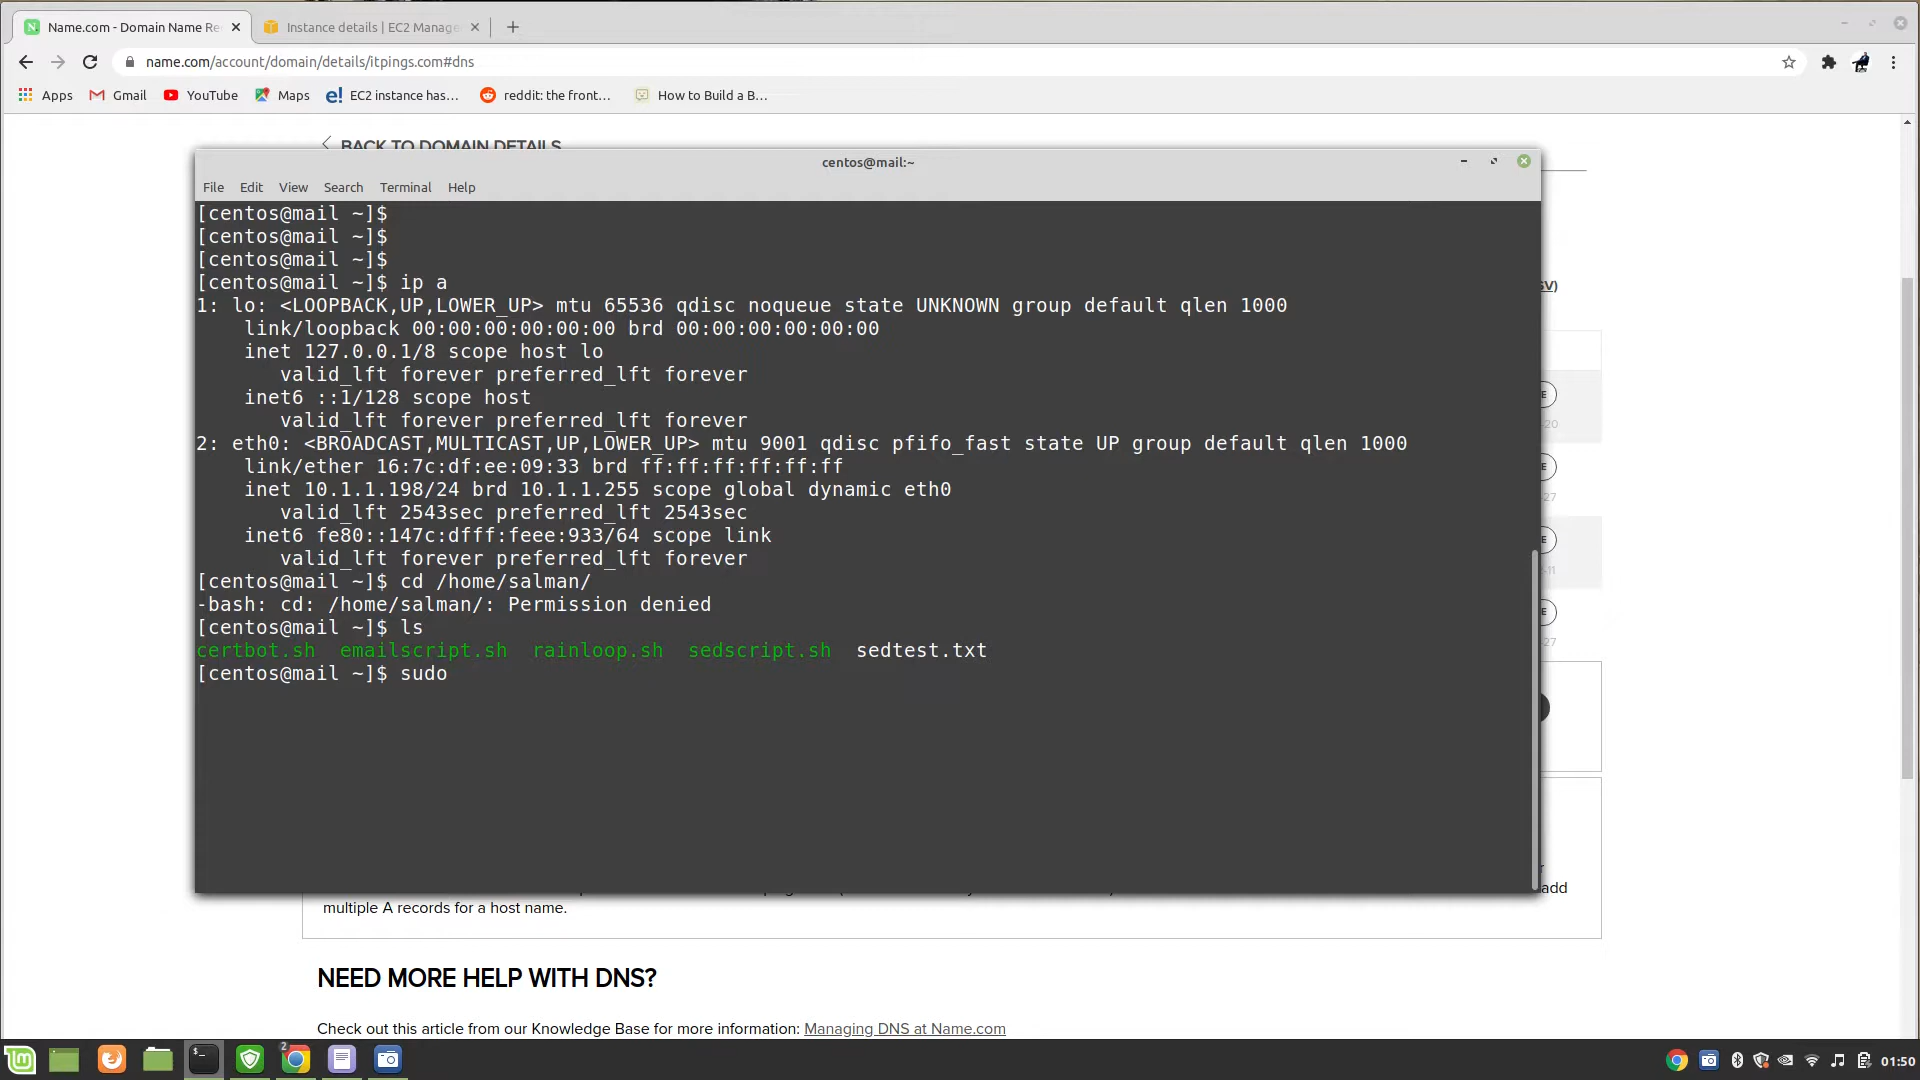 Name.com - Domain Name Re
Instance details | EC2 Manage
name.com/account/domain/details/itpings.com#dns
Apps
Gmail
YouTube
Maps
EC2 instance has...
reddit: the front...
How to Build a B...
BACK TO DOMAIN DETAILS
centos@mail:~
File Edit View Search Terminal Help
[centos@mail ~]$
[centos@mail ~]$
[centos@mail ~]$
[centos@mail ~]$ ip a
1: lo: <LOOPBACK,UP,LOWER_UP> mtu 65536 qdisc noqueue state UNKNOWN group default qlen 1000
link/loopback 00:00:00:00:00:00 brd 00:00:00:00:00:00
inet 127.0.0.1/8 scope host lo
valid_lft forever preferred_lft forever
inet6 ::1/128 scope host
valid_lft forever preferred_lft forever
2: eth0: <BROADCAST,MULTICAST,UP,LOWER_UP> mtu 9001 qdisc pfifo_fast state UP group default qlen 1000
link/ether 16:7c:df:ee:09:33 brd ff:ff:ff:ff:ff:ff
inet 10.1.1.198/24 brd 10.1.1.255 scope global dynamic eth0
valid_lft 2543sec preferred_lft 2543sec
inet6 fe80::147c:dfff:feee:933/64 scope link
valid_lft forever preferred_lft forever
[centos@mail ~]$ cd /home/salman/
-bash: cd: /home/salman/: Permission denied
[centos@mail ~]$ ls
certbot.sh emailscript.sh rainloop.sh sedscript.sh sedtest.txt
[centos@mail ~]$ sudo
SV)
E
-20
E
-27
E
-11
E
-27
add
multiple A records for a host name.
NEED MORE HELP WITH DNS?
Check out this article from our Knowledge Base for more information: Managing DNS at Name.com
2
01:50